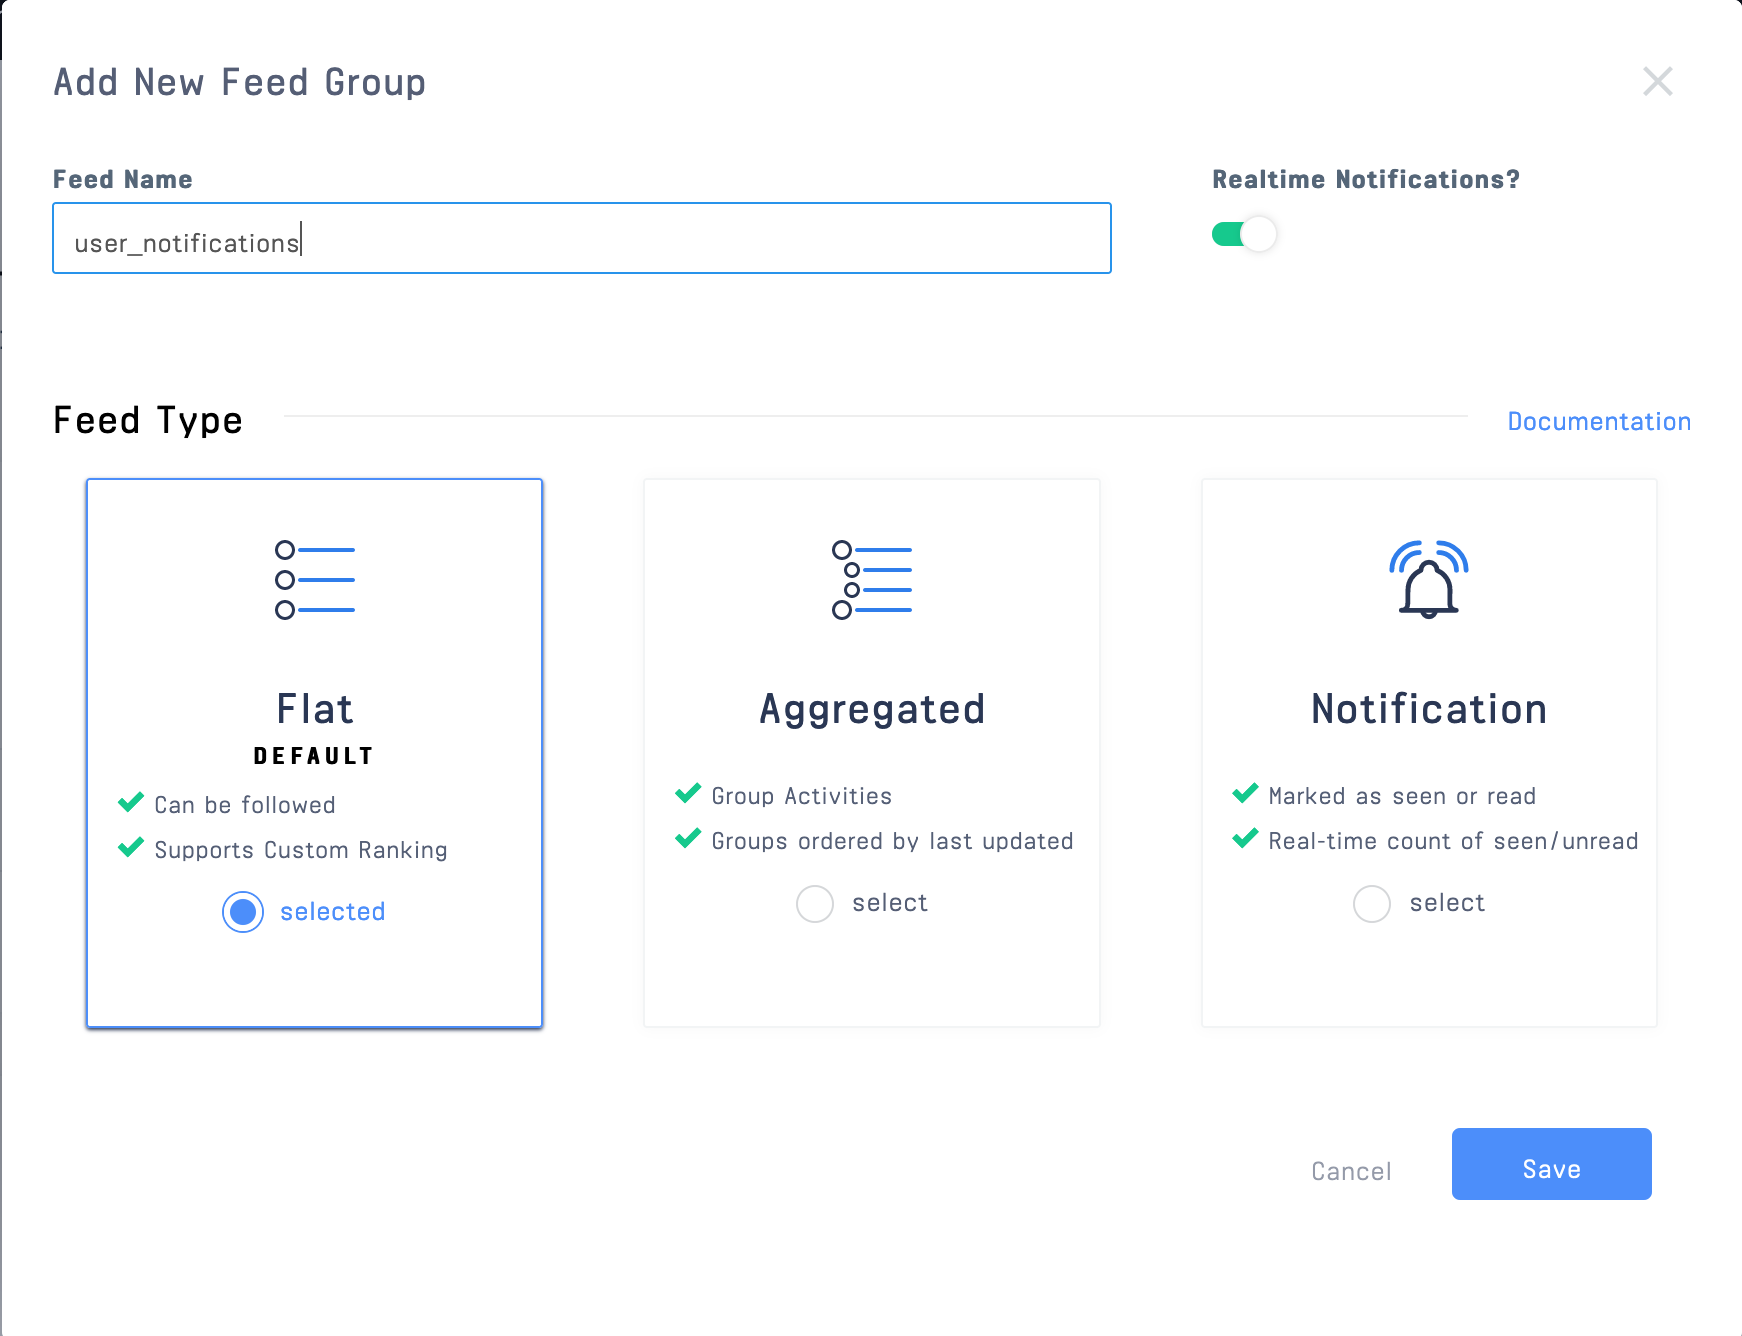 Add New Feed Group
Feed Name
Realtime Notifications?
user_notifications
Feed Type
Documentation
Flat
DEFAULT
Can be followed
Supports Custom Ranking
selected
Aggregated
Group Activities
Groups ordered by last updated
select
Notification
Marked as seen or read
Real-time count of seen/unread
select
Cancel
Save